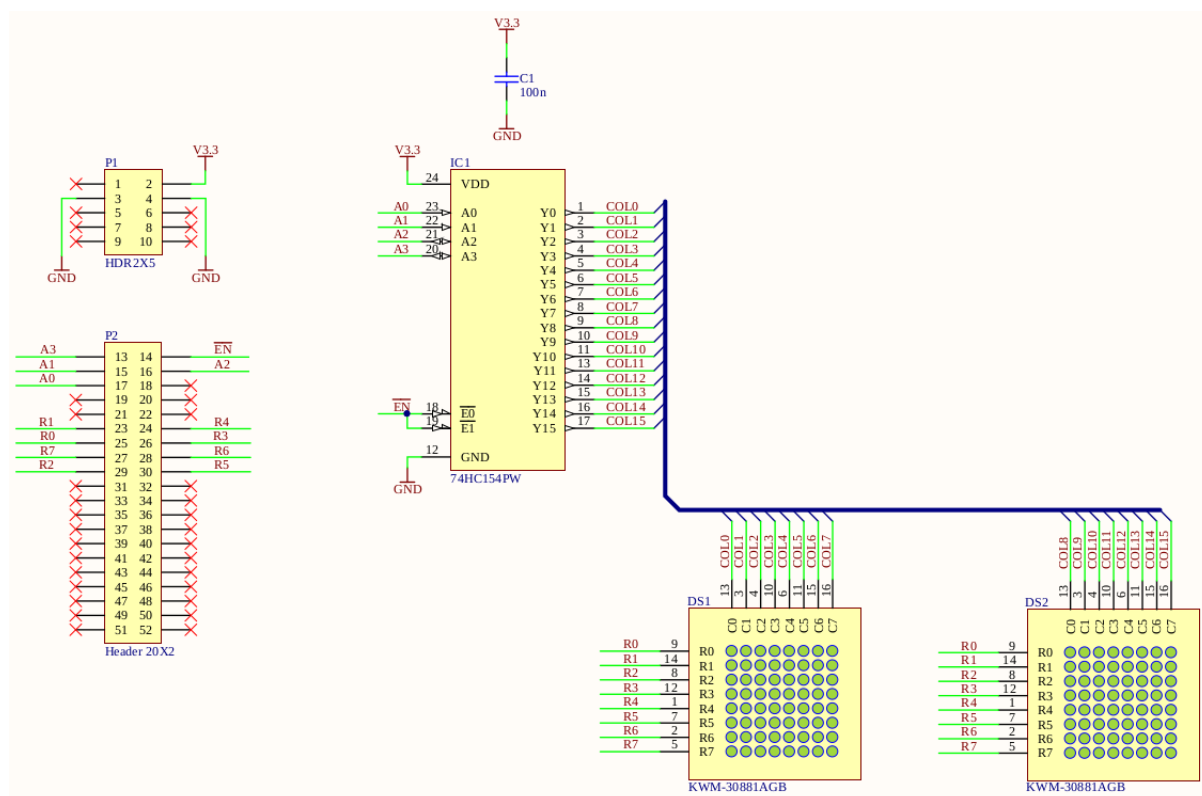 V3.3
C1
100n
GND
P1
V3.3
1 2
3 4
5 6
7 8
9 10
HDR2X5
GND
GND
P2
A3 13 14 EN
A1 15 16 A2
A0 17 18
19 20
21 22
R1 23 24 R4
R0 25 26 R3
R7 27 28 R6
R2 29 30 R5
31 32
33 34
35 36
37 38
39 40
41 42
43 44
45 46
47 48
49 50
51 52
Header 20X2
V3.3
IC1
24 VDD
A0 23 A0 Y0 1 COL0
A1 22 A1 Y1 2 COL1
A2 21 A2 Y2 3 COL2
A3 20 A3 Y3 4 COL3
Y4 5 COL4
Y5 6 COL5
Y6 7 COL6
Y7 8 COL7
Y8 9 COL8
Y9 10 COL9
Y10 11 COL10
Y11 13 COL11
Y12 14 COL12
Y13 15 COL13
EN 18 E0 Y14 16 COL14
19 E1 Y15 17 COL15
12 GND
GND
74HC154PW
COL0 COL1 COL2 COL3 COL4 COL5 COL6 COL7
13 3 4 10 6 11 15 16
DS1
C0 C1 C2 C3 C4 C5 C6 C7
R0 9 R0
R1 14 R1
R2 8 R2
R3 12 R3
R4 1 R4
R5 7 R5
R6 2 R6
R7 5 R7
KWM-30881AGB
COL8 COL9 COL10 COL11 COL12 COL13 COL14 COL15
13 3 4 10 6 11 15 16
DS2
C0 C1 C2 C3 C4 C5 C6 C7
R0 9 R0
R1 14 R1
R2 8 R2
R3 12 R3
R4 1 R4
R5 7 R5
R6 2 R6
R7 5 R7
KWM-30881AGB